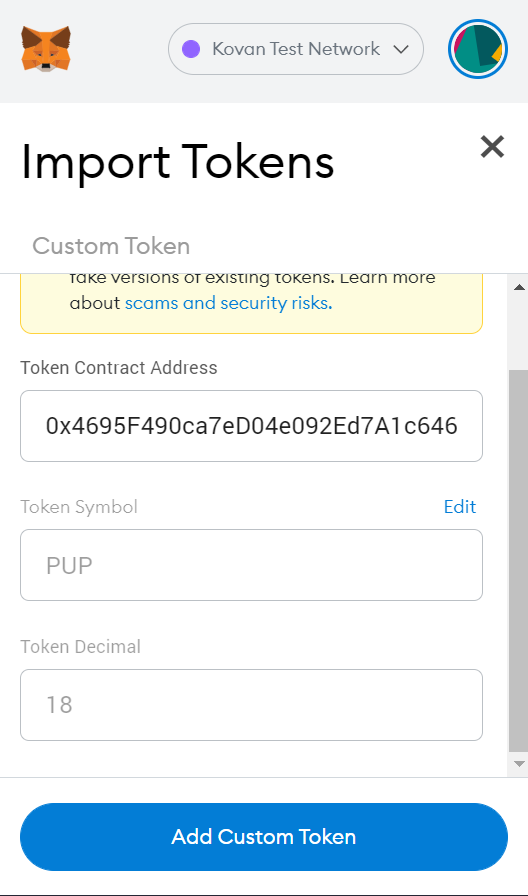 Kovan Test Network
Import Tokens
Custom Token
fake versions of existing tokens. Learn more
about scams and security risks.
Token Contract Address
0x4695F490ca7eD04e092Ed7A1c646
Token Symbol
Edit
PUP
Token Decimal
18
Add Custom Token